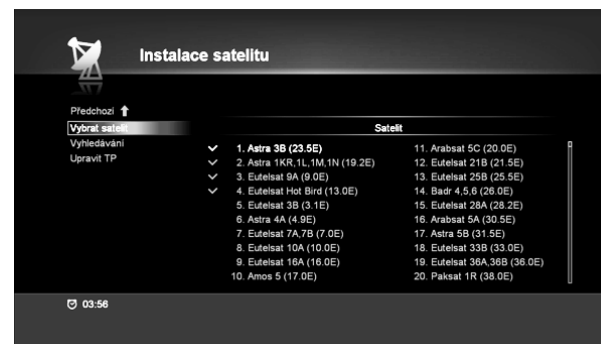 Instalace satelitu
Předchozí
Vybrat satelit
Vyhledávání
Upravit TP
Satelit
1. Astra 3B (23.5E)
2. Astra 1KR,1L,1M,1N (19.2E)
3. Eutelsat 9A (9.0E)
4. Eutelsat Hot Bird (13.0E)
5. Eutelsat 3B (3.1E)
6. Astra 4A (4.9E)
7. Eutelsat 7A,7B (7.0E)
8. Eutelsat 10A (10.0E)
9. Eutelsat 16A (16.0E)
10. Amos 5 (17.0E)
11. Arabsat 5C (20.0E)
12. Eutelsat 21B (21.5E)
13. Eutelsat 25B (25.5E)
14. Badr 4,5,6 (26.0E)
15. Eutelsat 28A (28.2E)
16. Arabsat 5A (30.5E)
17. Astra 5B (31.5E)
18. Eutelsat 33B (33.0E)
19. Eutelsat 36A,36B (36.0E)
20. Paksat 1R (38.0E)
03:56